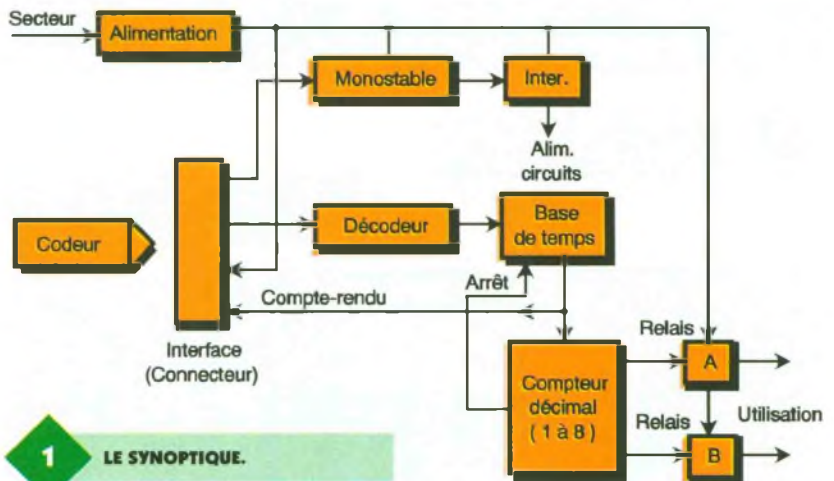 Secteur
Alimentation
Monostable
Inter.
Alim.
circuits
Codeur
Décodeur
Base
de temps
Arrêt
Compte-rendu
Interface
(Connecteur)
Compteur
décimal
( 1 à 8 )
Relais
A
Relais
B
Utilisation
1
LE SYNOPTIQUE.